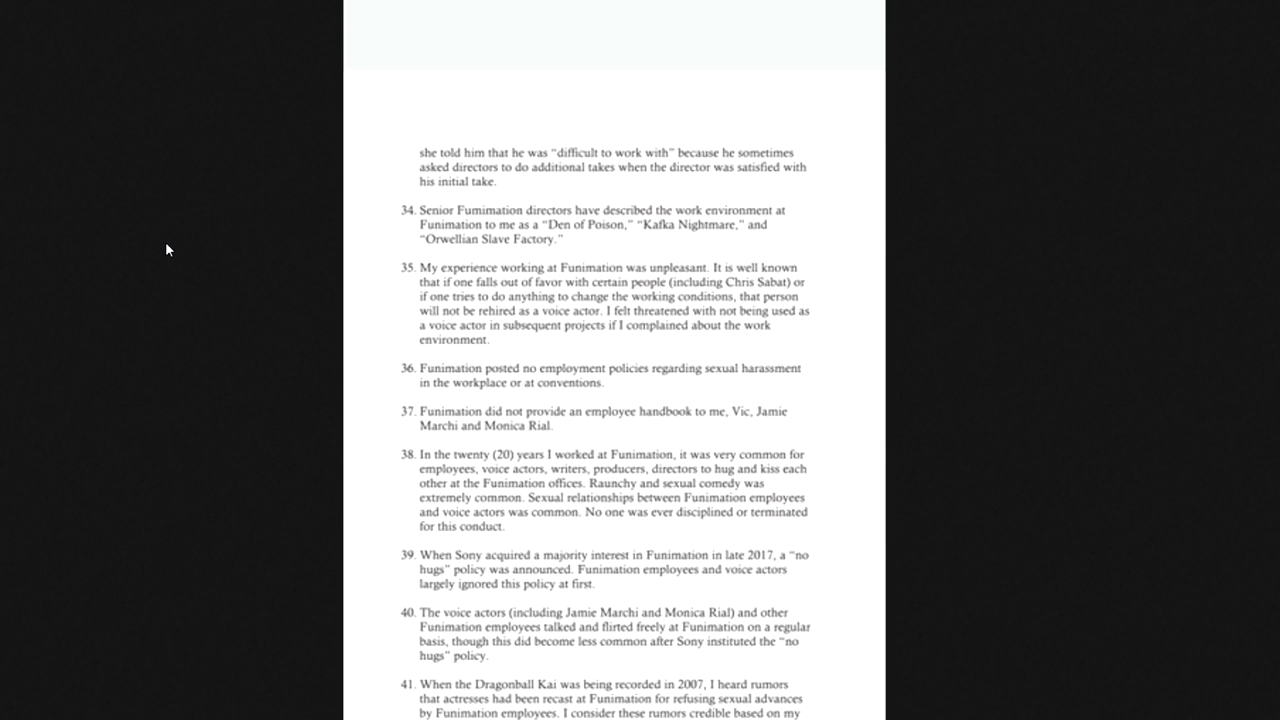 she told him that he was “difficult to work with” because he sometimes
asked directors to do additional takes when the director was satisfied with
his initial take.
34. Senior Fumimation directors have described the work environment at
Funimation to me as a “Den of Poison,” “Kafka Nightmare,” and
“Orwellian Slave Factory.”
35. My experience working at Funimation was unpleasant. It is well known
that if one falls out of favor with certain people (including Chris Sabat) or
if one tries to do anything to change the working conditions, that person
will not be rehired as a voice actor. I felt threatened with not being used as
a voice actor in subsequent projects if I complained about the work
environment.
36. Funimation posted no employment policies regarding sexual harassment
in the workplace or at conventions.
37. Funimation did not provide an employee handbook to me, Vic, Jamie
Marchi and Monica Rial.
38. In the twenty (20) years I worked at Funimation, it was very common for
employees, voice actors, writers, producers, directors to hug and kiss each
other at the Funimation offices. Raunchy and sexual comedy was
extremely common. Sexual relationships between Funimation employees
and voice actors was common. No one was ever disciplined or terminated
for this conduct.
39. When Sony acquired a majority interest in Funimation in late 2017, a “no
hugs” policy was announced. Funimation employees and voice actors
largely ignored this policy at first.
40. The voice actors (including Jamie Marchi and Monica Rial) and other
Funimation employees talked and flirted freely at Funimation on a regular
basis, though this did become less common after Sony instituted the “no
hugs” policy.
41. When the Dragonball Kai was being recorded in 2007, I heard rumors
that actresses had been recast at Funimation for refusing sexual advances
by Funimation employees. I consider these rumors credible based on my